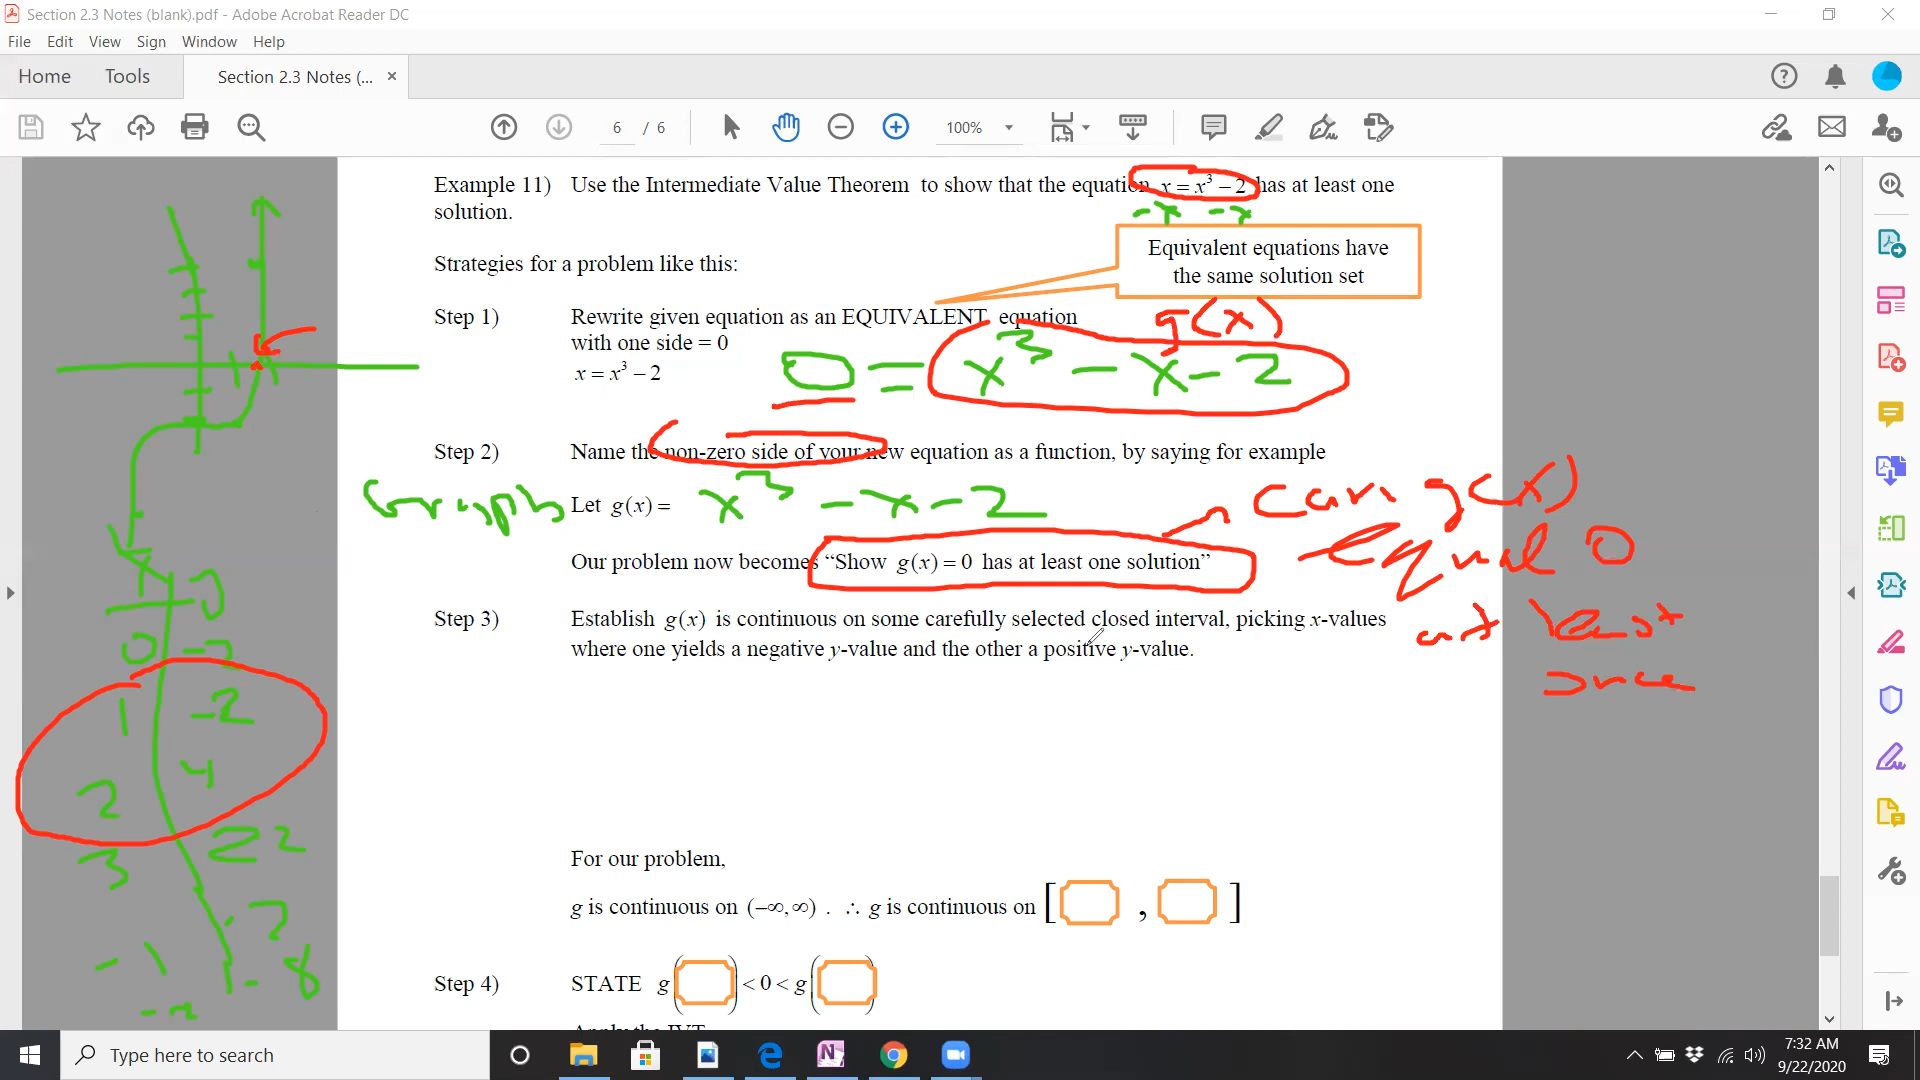 Section 2.3 Notes (blank).pdf - Adobe Acrobat Reader DC
File Edit View Sign Window Help
Home Tools Section 2.3 Notes (... ×
6 / 6 100%
Example 11) Use the Intermediate Value Theorem to show that the equation x = x³ − 2 has at least one
solution.
-x -x
Equivalent equations have
the same solution set
Strategies for a problem like this:
Step 1) Rewrite given equation as an EQUIVALENT equation
with one side = 0
g(x)
x = x³ − 2
0 = x³ - x - 2
Step 2) Name the non-zero side of your new equation as a function, by saying for example
Graph Let g(x) = x³ - x - 2
Can g(x)
equal 0
at least
once
Our problem now becomes “Show g(x) = 0 has at least one solution”
Step 3) Establish g(x) is continuous on some carefully selected closed interval, picking x-values
where one yields a negative y-value and the other a positive y-value.
0 -2
1 -2
2 4
3 22
-1 -2
-2 -8
For our problem,
g is continuous on (−∞, ∞) . ∴ g is continuous on [ , ]
Step 4) STATE g( ) < 0 < g( )
Apply the IVT
Type here to search
7:32 AM
9/22/2020